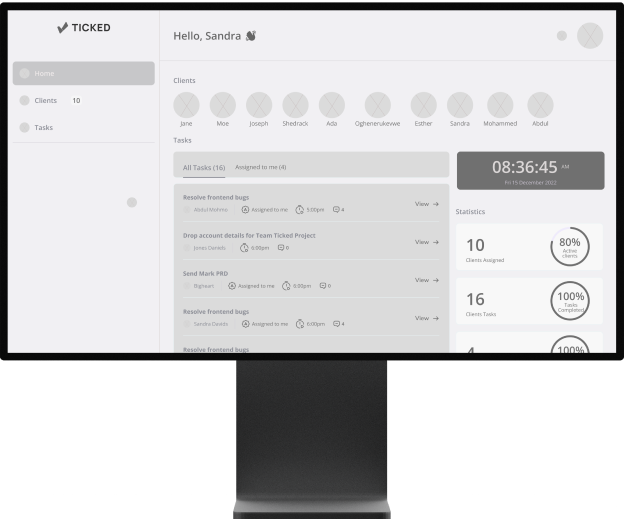 TICKED
Hello, Sandra
Home
Clients 10
Tasks
Clients
Jane Moe Joseph Shedrack Ada Oghenerukevwe Esther Sandra Mohammed Abdul
Tasks
All Tasks (16) Assigned to me (4)
Resolve frontend bugs
Abdul Mohma Assigned to me 5:00pm 4
View →
Drop account details for Team Ticked Project
Jones Daniels 6:00pm 0
View →
Send Mark PRD
Assigned to me 6:00pm 0
View →
Resolve frontend bugs
Sandra Daniels Assigned to me 6:00pm 4
View →
Resolve frontend bugs
08:36:45 AM
Fri 15 December 2023
Statistics
10
Clients Assigned
80%
Active
clients
16
Clients Tasks
100%
Tasks
Completed
4
100%